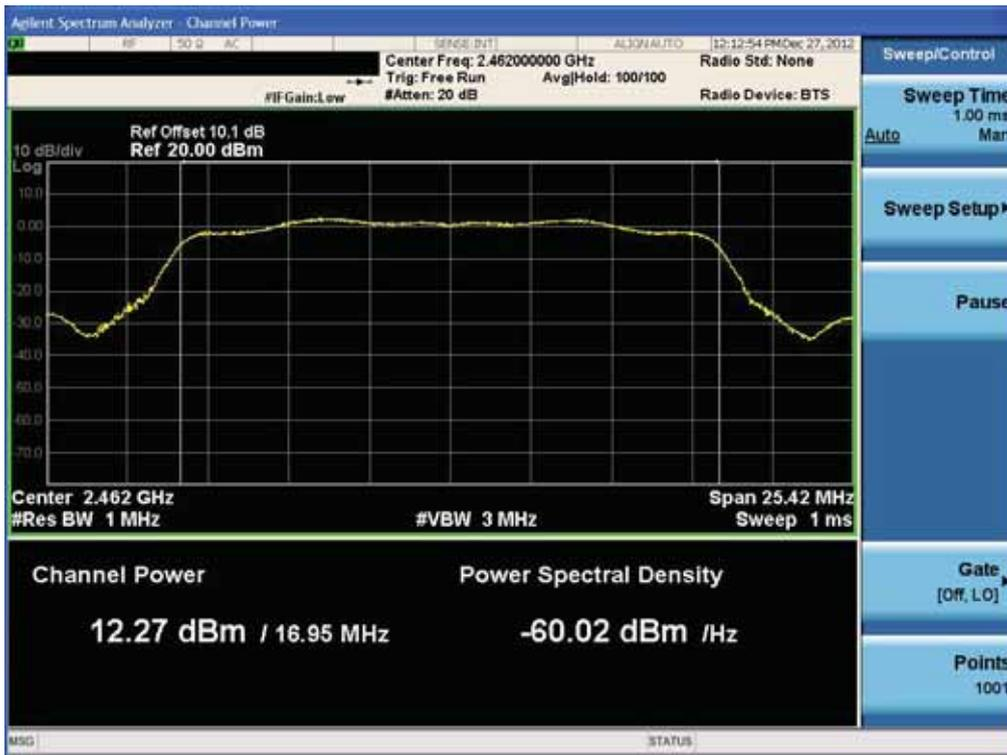 Agilent Spectrum Analyzer - Channel Power
RF 50 Ω AC SENSE:INT ALIGN AUTO 12:12:54 PM Dec 27, 2012
Center Freq: 2.462000000 GHz Radio Std: None
Trig: Free Run Avg|Hold: 100/100
#IFGain:Low #Atten: 20 dB Radio Device: BTS
Ref Offset 10.1 dB
10 dB/div Ref 20.00 dBm
Log
10.0
0.00
-10.0
-20.0
-30.0
-40.0
-50.0
-60.0
-70.0
Center 2.462 GHz Span 25.42 MHz
#Res BW 1 MHz #VBW 3 MHz Sweep 1 ms
Channel Power Power Spectral Density
12.27 dBm / 16.95 MHz -60.02 dBm /Hz
MSG STATUS
Sweep/Control
Sweep Time
1.00 ms
Auto Man
Sweep Setup
Pause
Gate
[Off, LO]
Points
1001